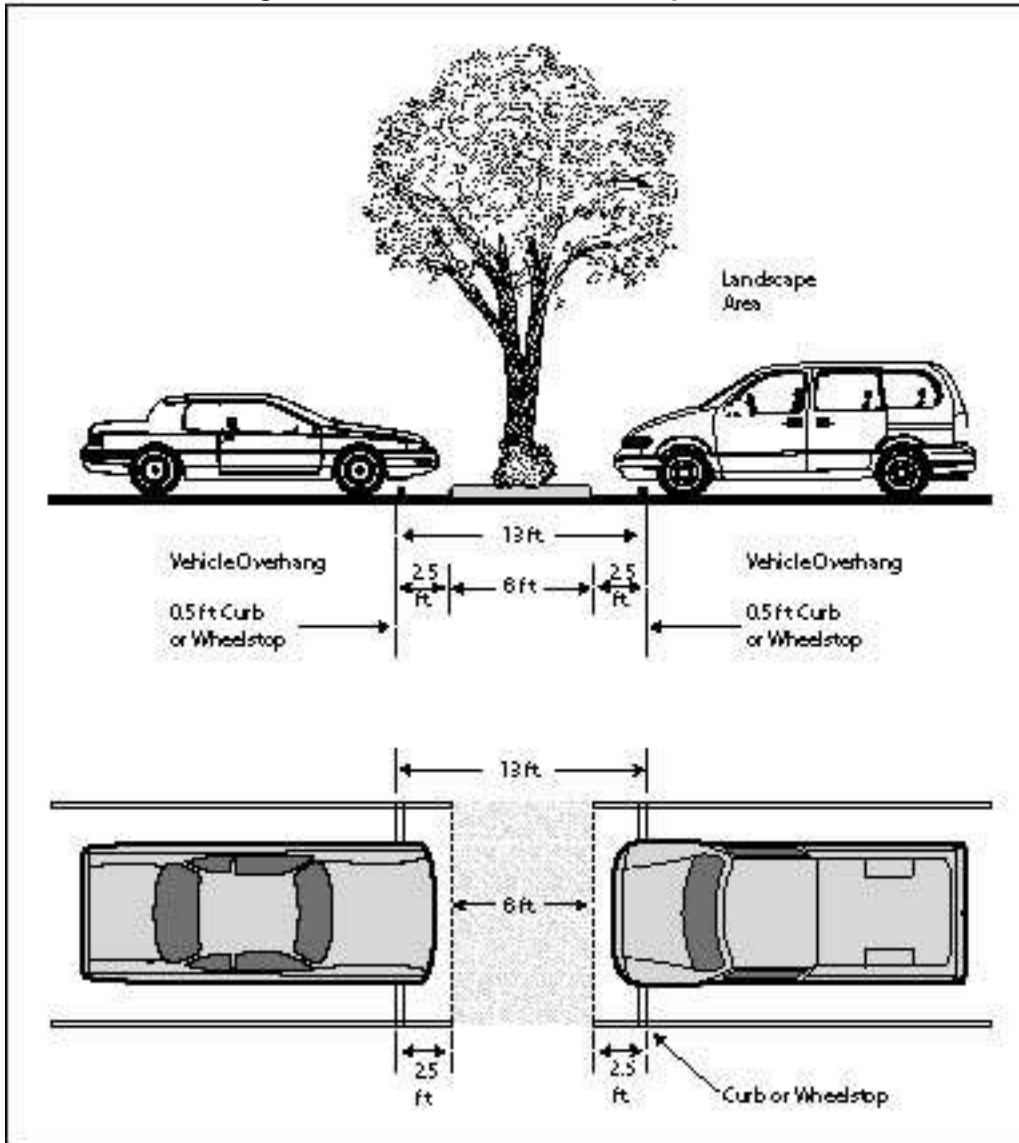 Landscape
Area
13 ft.
Vehicle Overhang
2.5
ft.
8 ft.
2.5
ft.
Vehicle Overhang
0.5 ft Curb
or Wheelstop
0.5 ft Curb
or Wheelstop
13 ft.
8 ft.
2.5
ft
2.5
ft.
Curb or Wheelstop